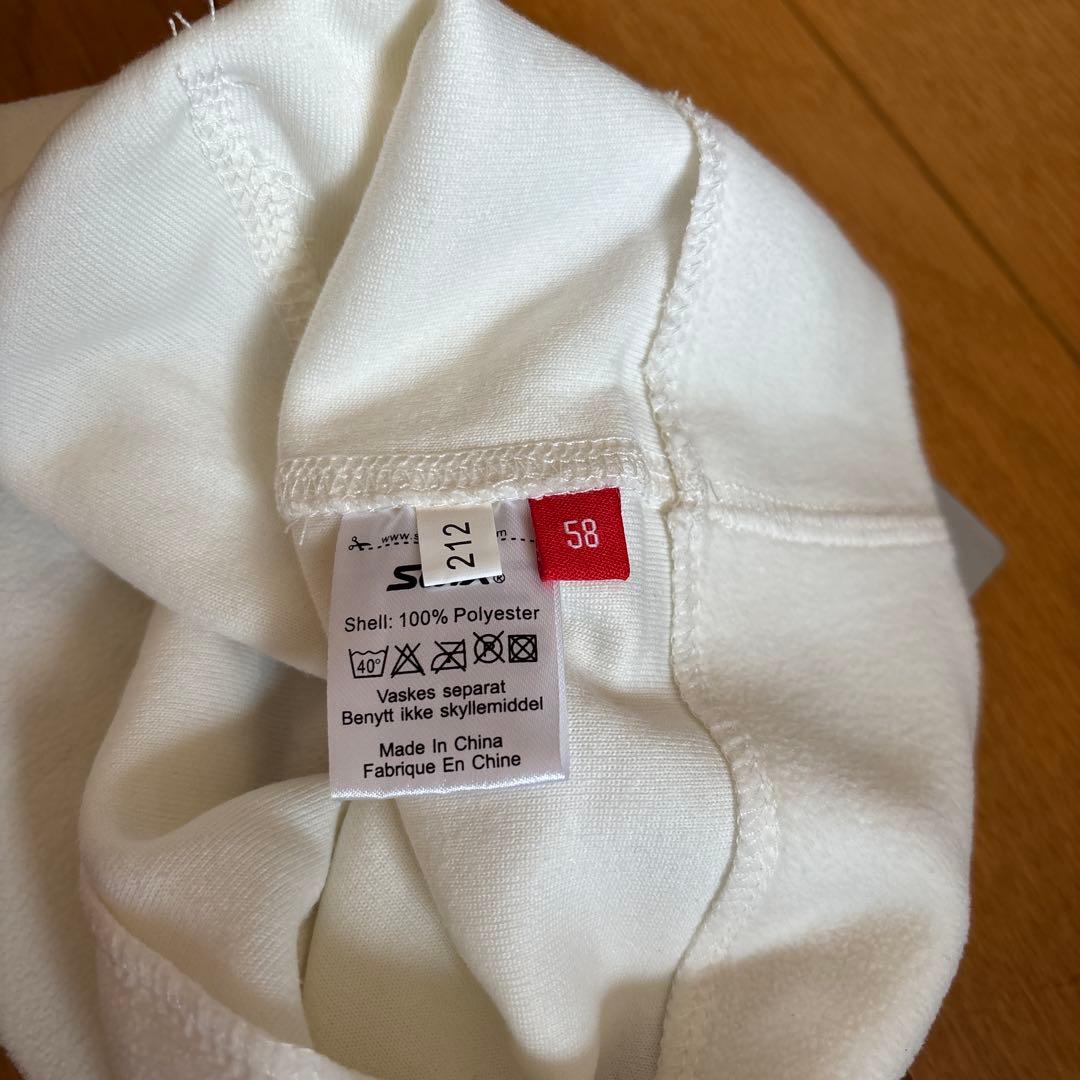 212
58
Shell: 100% Polyester
40°
Vaskes separat
Benytt ikke skyllemiddel
Made In China
Fabrique En Chine